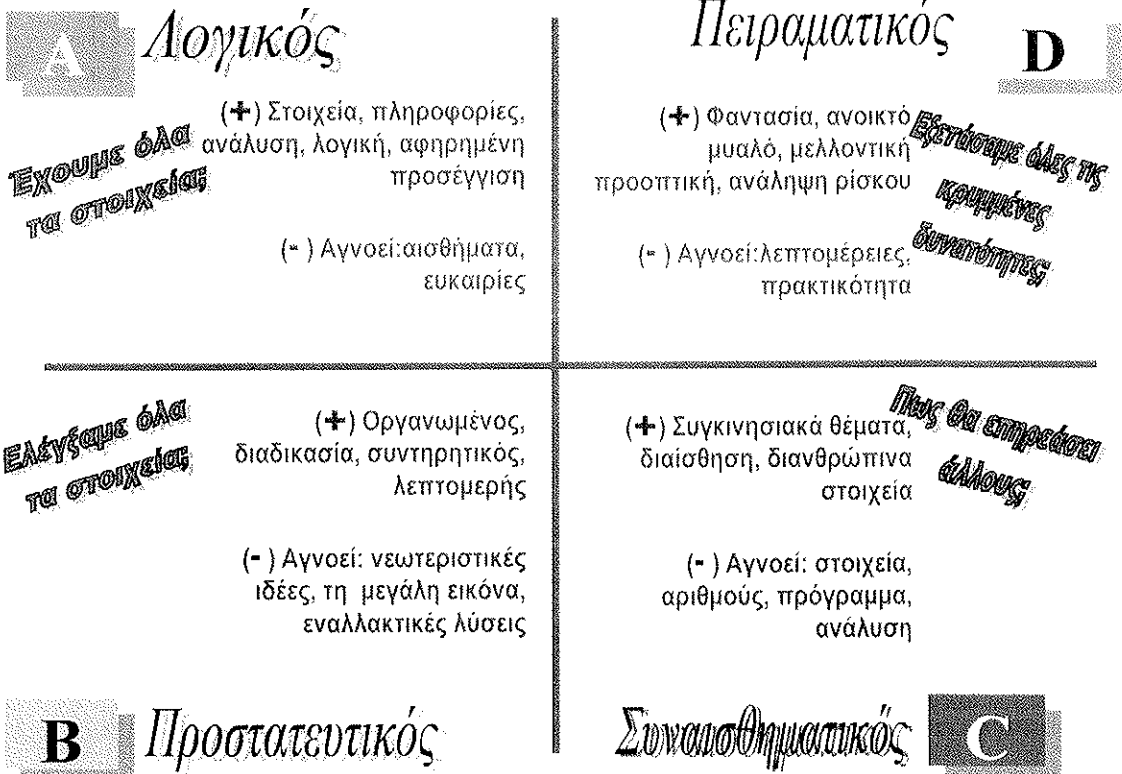 A Λογικός
(+) Στοιχεία, πληροφορίες,
ανάλυση, λογική, αφηρημένη
προσέγγιση
(-) Αγνοεί:αισθήματα,
ευκαιρίες
Έχουμε όλα
τα στοιχεία;
Πειραματικός D
(+) Φαντασία, ανοικτό
μυαλό, μελλοντική
προοπτική, ανάληψη ρίσκου
(-) Αγνοεί:λεπτομέρειες,
πρακτικότητα
Εξετάσαμε όλες τις
κρυμμένες
δυνατότητες;
Ελέγξαμε όλα
τα στοιχεία;
(+) Οργανωμένος,
διαδικασία, συντηρητικός,
λεπτομερής
(-) Αγνοεί: νεωτεριστικές
ιδέες, τη μεγάλη εικόνα,
εναλλακτικές λύσεις
B Προστατευτικός
(+) Συγκινησιακά θέματα,
διαίσθηση, διανθρώπινα
στοιχεία
(-) Αγνοεί: στοιχεία,
αριθμούς, πρόγραμμα,
ανάλυση
Πως θα επηρεάσει
άλλους;
Συναισθηματικός C